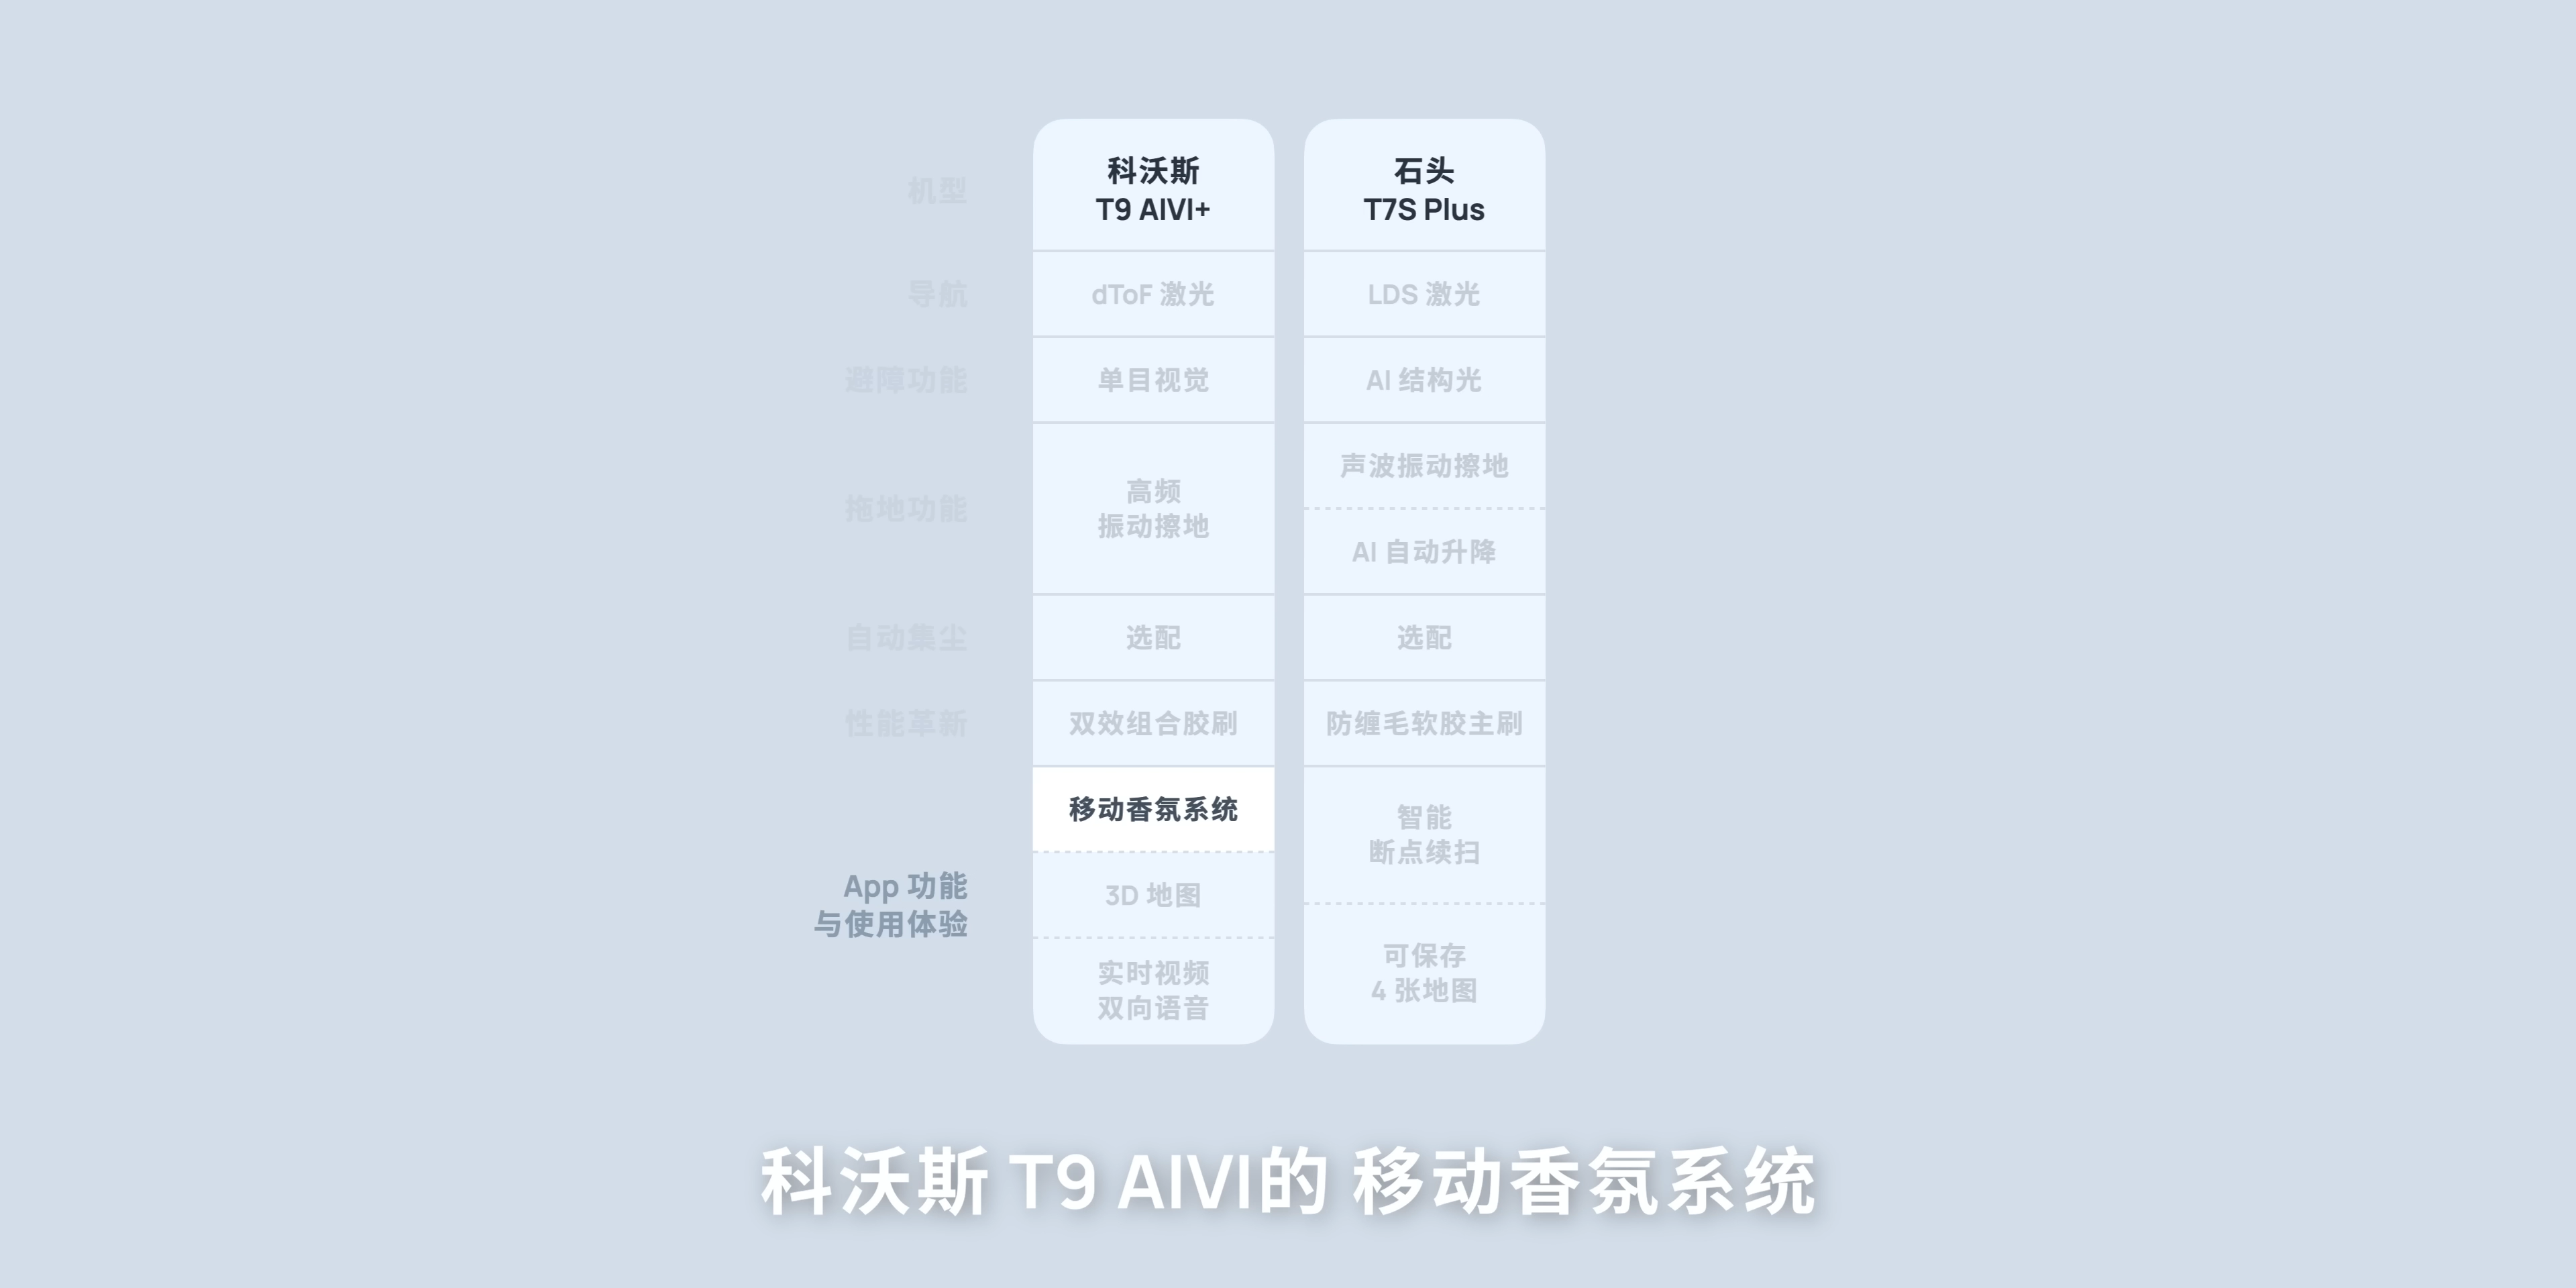 机型
科沃斯
T9 AIVI+
石头
T7S Plus
导航
dToF 激光
LDS 激光
避障功能
单目视觉
AI 结构光
拖地功能
高频
振动擦地
声波振动擦地
AI 自动升降
自动集尘
选配
选配
性能革新
双效组合胶刷
防缠毛软胶主刷
App 功能
与使用体验
移动香氛系统
3D 地图
实时视频
双向语音
智能
断点续扫
可保存
4 张地图
科沃斯 T9 AIVI的 移动香氛系统